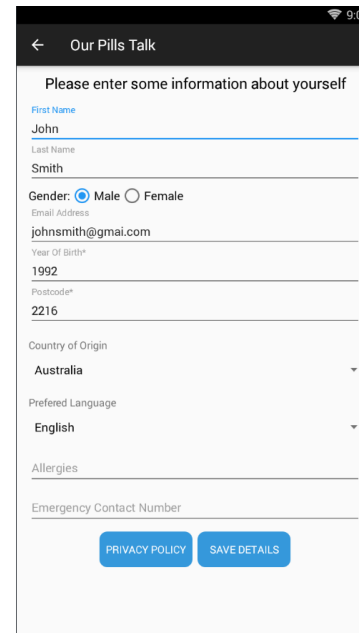 9:0
Our Pills Talk
Please enter some information about yourself
First Name
John
Last Name
Smith
Gender: Male Female
Email Address
johnsmith@gmai.com
Year Of Birth*
1992
Postcode*
2216
Country of Origin
Australia
Prefered Language
English
Allergies
Emergency Contact Number
PRIVACY POLICY SAVE DETAILS